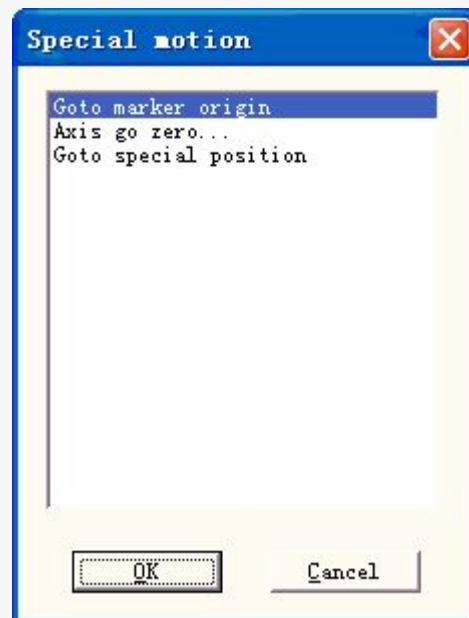 Special motion
Goto marker origin
Axis go zero...
Goto special position
OK
Cancel